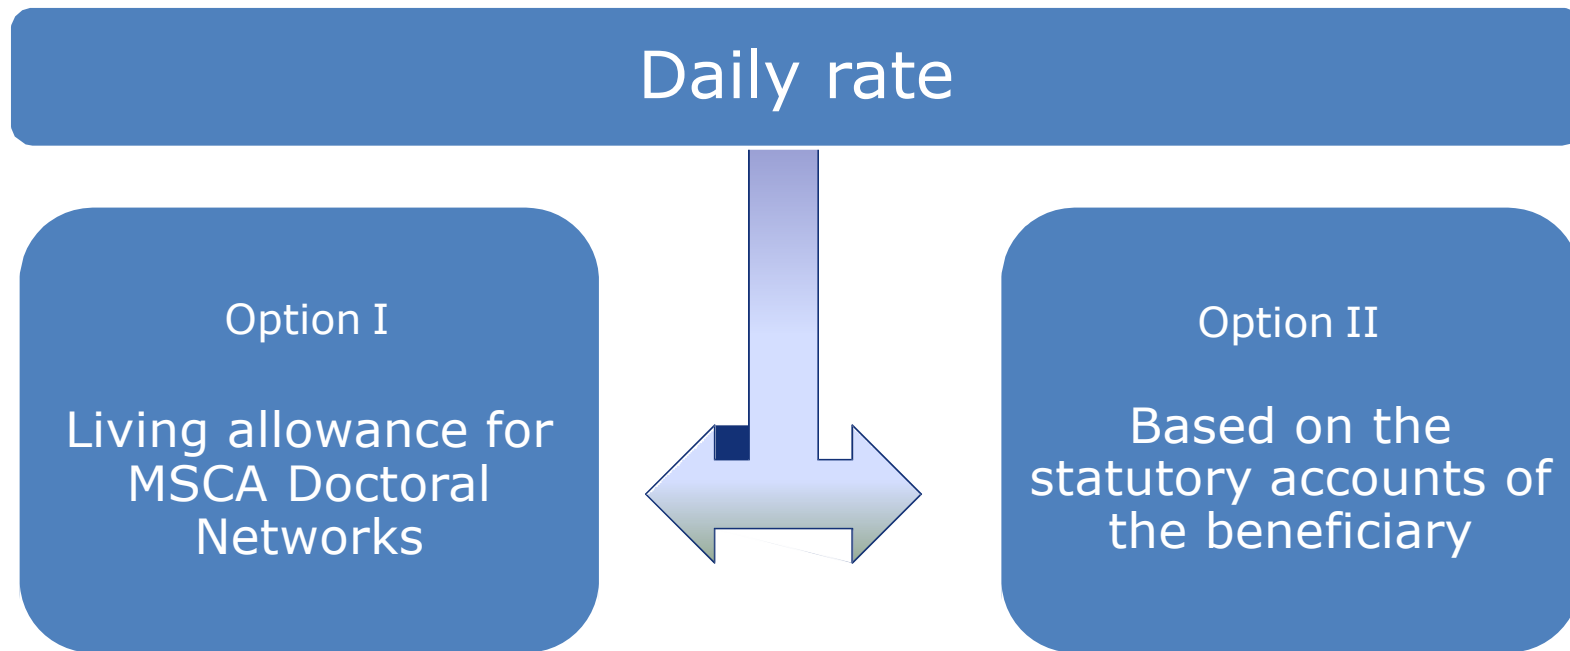 Daily rate
Option I
Living allowance for
MSCA Doctoral
Networks
Option II
Based on the
statutory accounts of
the beneficiary